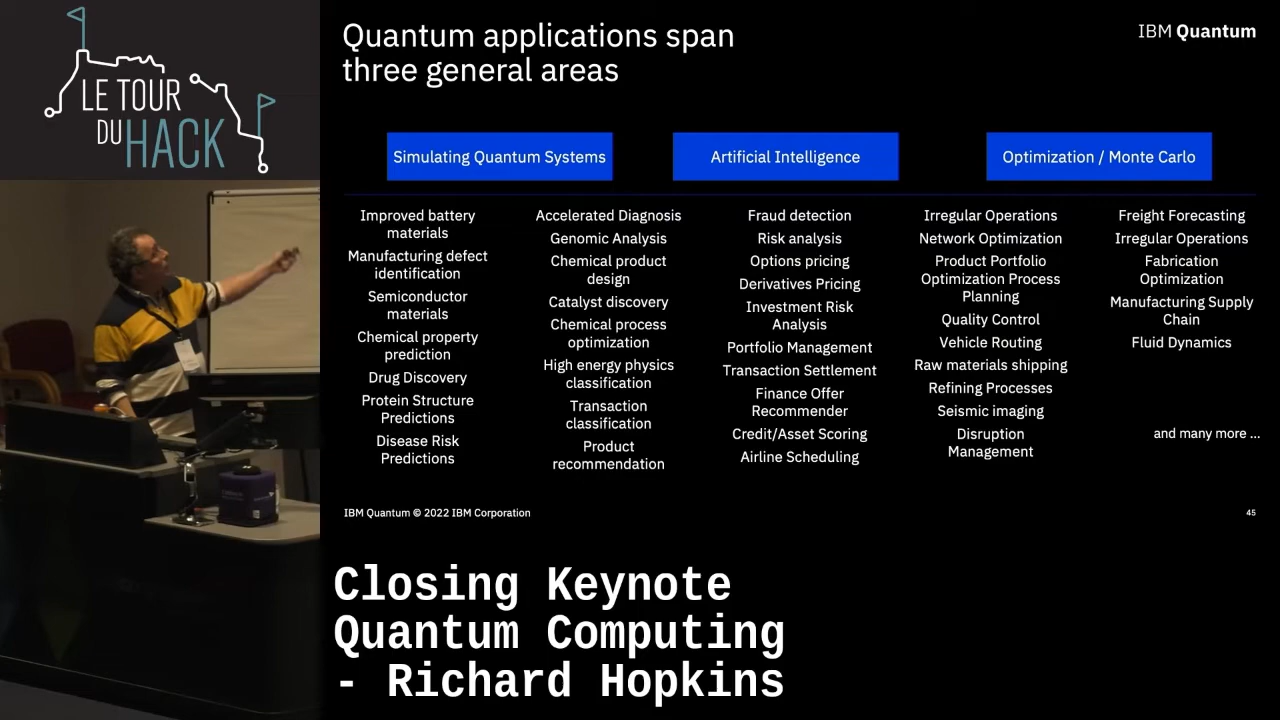 LE TOUR
DU HACK
Quantum applications span
three general areas
IBM Quantum
Simulating Quantum Systems
Artificial Intelligence
Optimization / Monte Carlo
Improved battery
materials
Manufacturing defect
identification
Semiconductor
materials
Chemical property
prediction
Drug Discovery
Protein Structure
Predictions
Disease Risk
Predictions
Accelerated Diagnosis
Genomic Analysis
Chemical product
design
Catalyst discovery
Chemical process
optimization
High energy physics
classification
Transaction
classification
Product
recommendation
Fraud detection
Risk analysis
Options pricing
Derivatives Pricing
Investment Risk
Analysis
Portfolio Management
Transaction Settlement
Finance Offer
Recommender
Credit/Asset Scoring
Airline Scheduling
Irregular Operations
Network Optimization
Product Portfolio
Optimization Process
Planning
Quality Control
Vehicle Routing
Raw materials shipping
Refining Processes
Seismic imaging
Disruption
Management
Freight Forecasting
Irregular Operations
Fabrication
Optimization
Manufacturing Supply
Chain
Fluid Dynamics
and many more ...
IBM Quantum © 2022 IBM Corporation
45
Closing Keynote
Quantum Computing
- Richard Hopkins